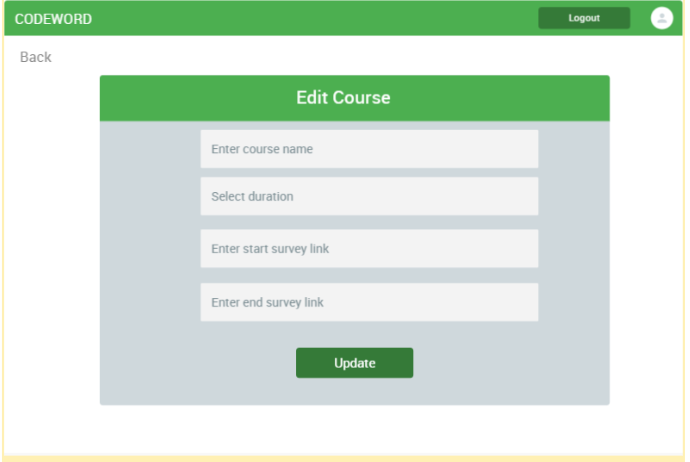 CODEWORD
Logout
Back
Edit Course
Enter course name
Select duration
Enter start survey link
Enter end survey link
Update